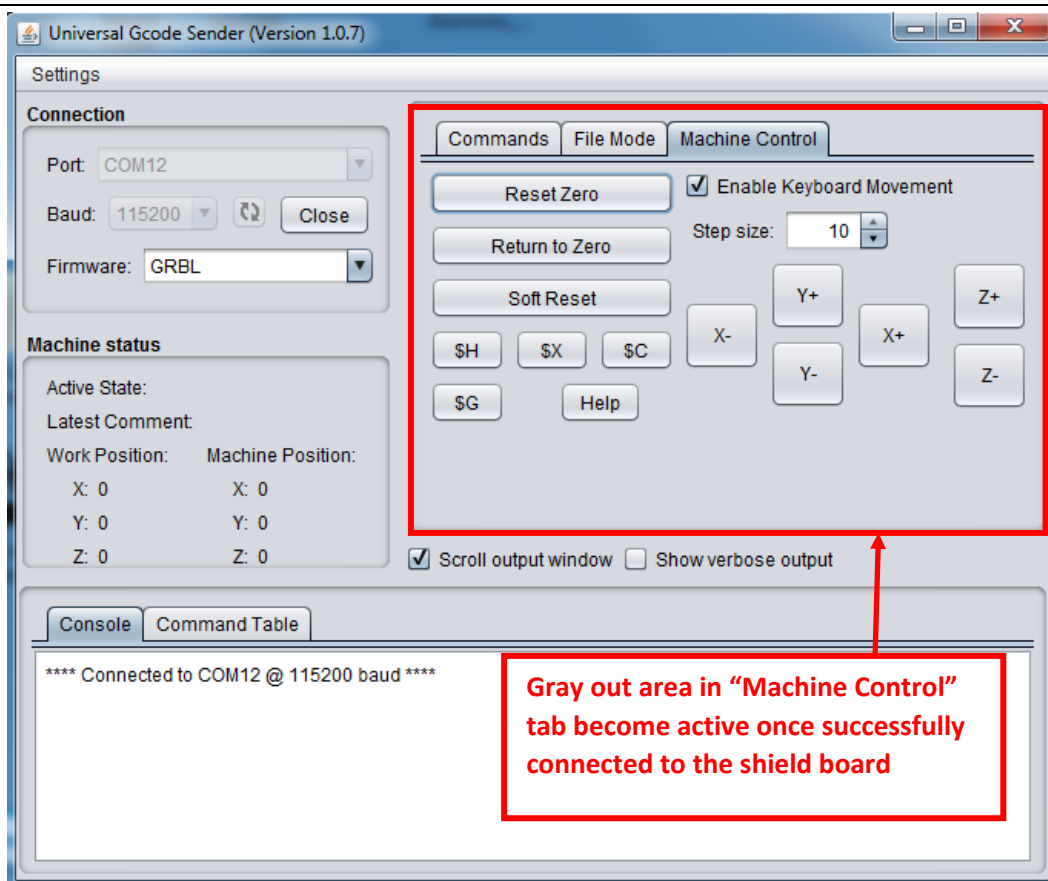 Universal Gcode Sender (Version 1.0.7)
Settings
Connection
Port: COM12
Baud: 115200 Close
Firmware: GRBL
Machine status
Active State:
Latest Comment:
Work Position: Machine Position:
X: 0 X: 0
Y: 0 Y: 0
Z: 0 Z: 0
Commands File Mode Machine Control
Reset Zero
Enable Keyboard Movement
Return to Zero
Step size: 10
Soft Reset
$H $X $C
$G Help
Y+
Z+
X-
X+
Y-
Z-
Scroll output window Show verbose output
Console Command Table
**** Connected to COM12 @ 115200 baud ****
Gray out area in “Machine Control”
tab become active once successfully
connected to the shield board